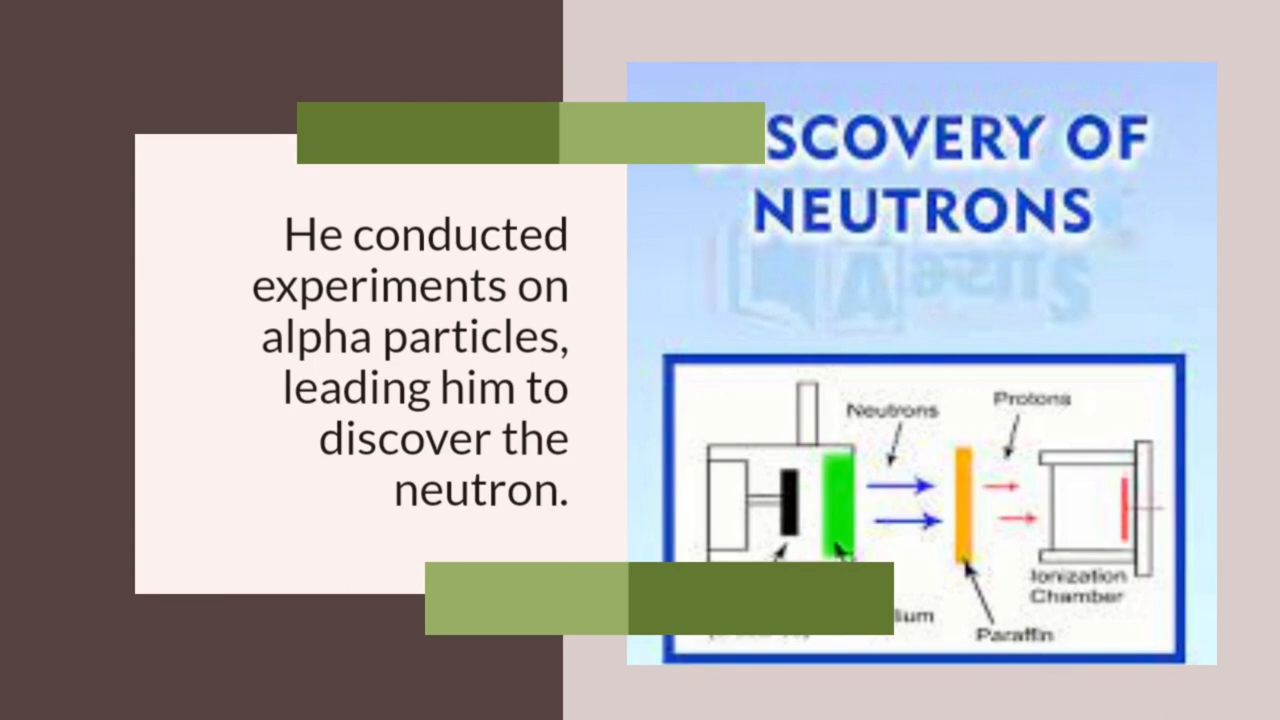 He conducted
experiments on
alpha particles,
leading him to
discover the
neutron.
SCOVERY OF
NEUTRONS
Neutrons
Protons
Ionization
Chamber
lium
Paraffin